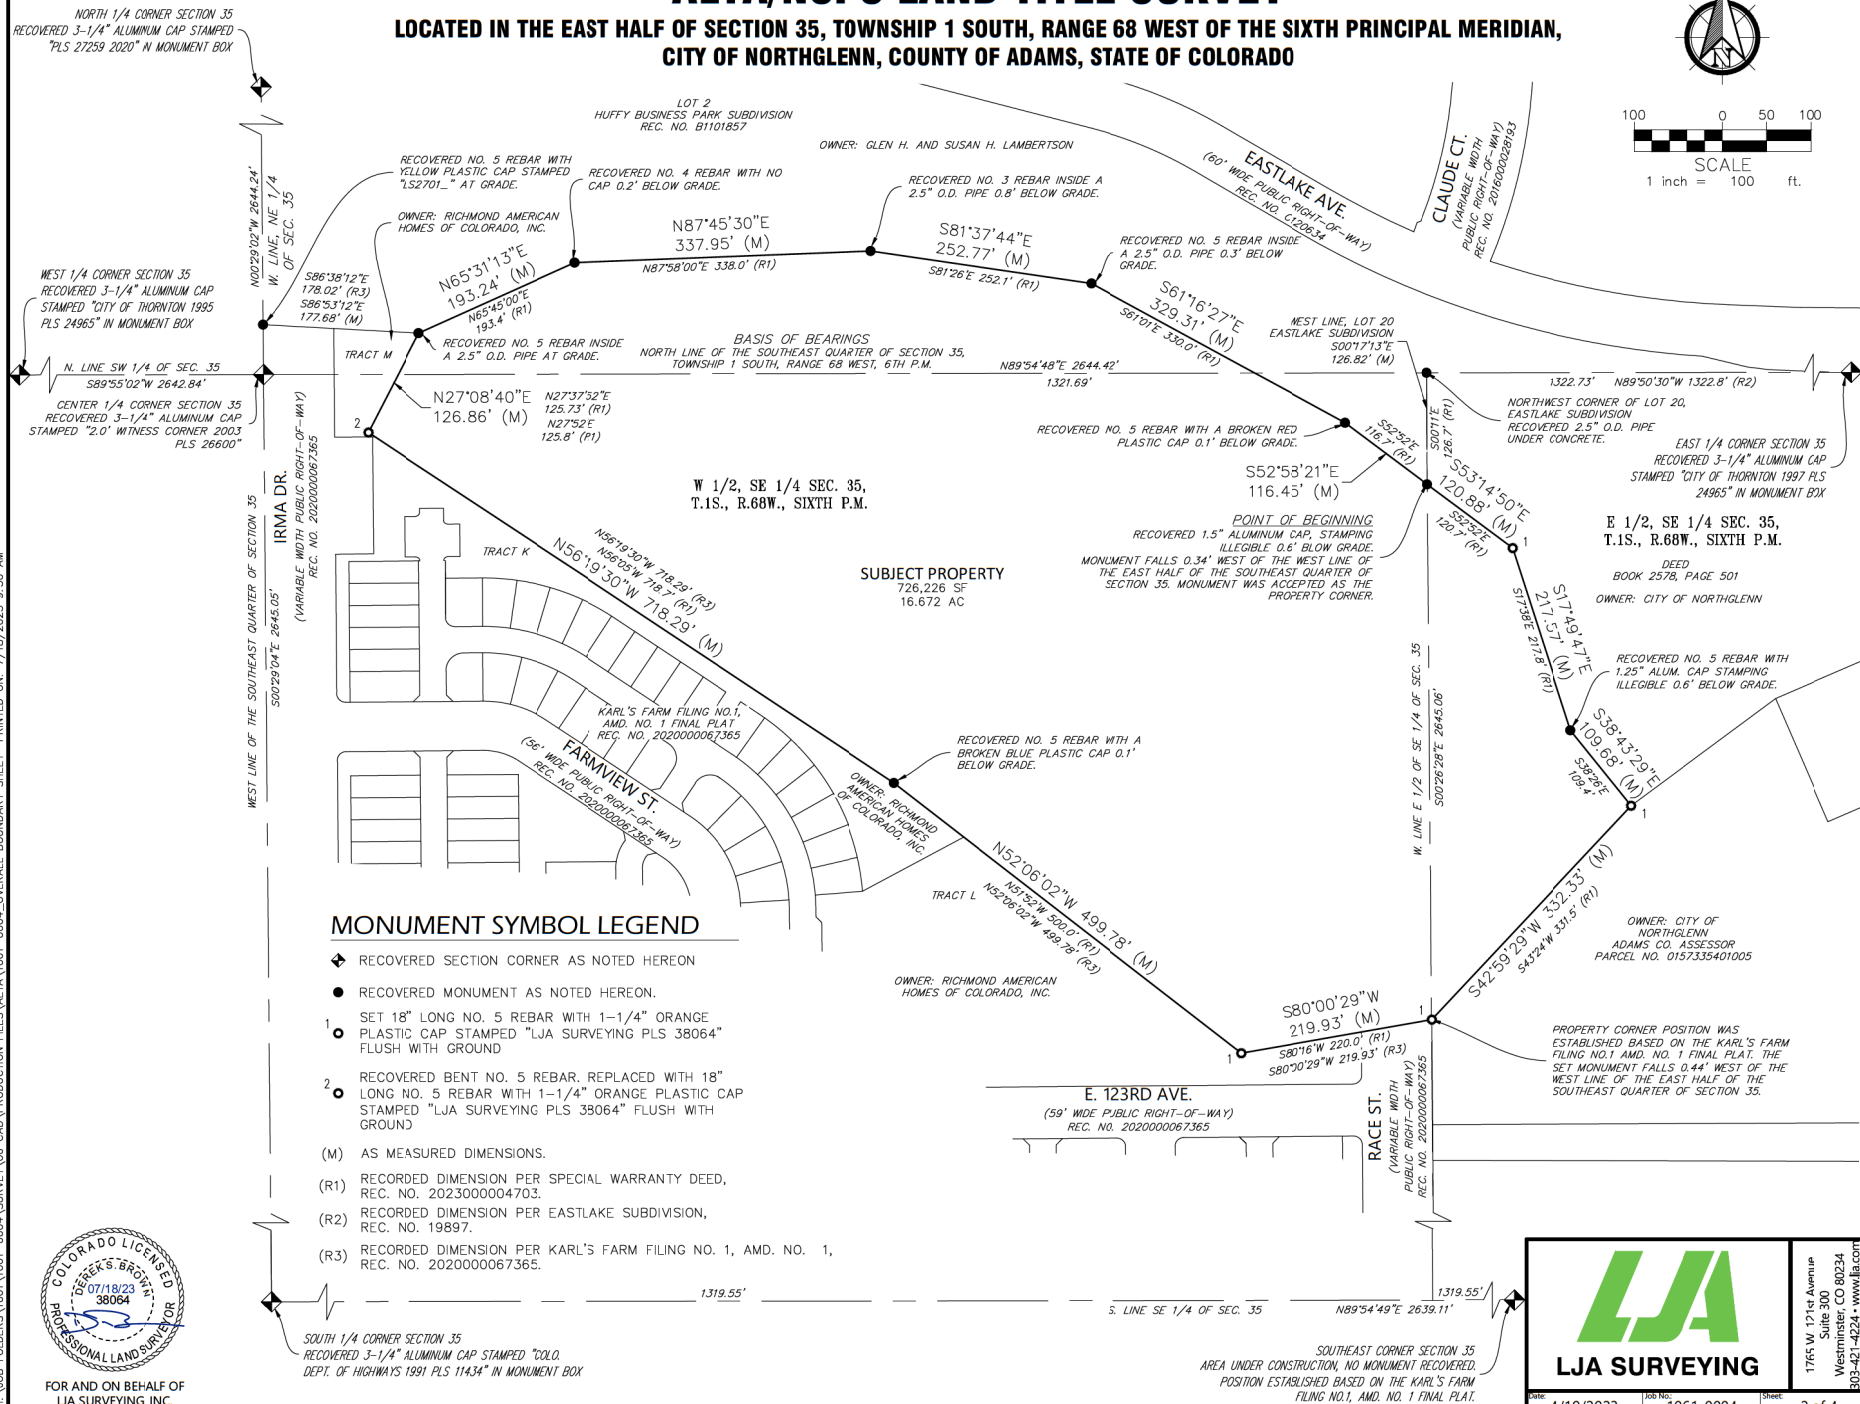 LOCATED IN THE EAST HALF OF SECTION 35, TOWNSHIP 1 SOUTH, RANGE 68 WEST OF THE SIXTH PRINCIPAL MERIDIAN,
CITY OF NORTHGLENN, COUNTY OF ADAMS, STATE OF COLORADO
NORTH 1/4 CORNER SECTION 35
RECOVERED 3-1/4" ALUMINUM CAP STAMPED
"PLS 27259 2020" IN MONUMENT BOX
N
100 0 50 100
SCALE
1 inch = 100 ft.
LOT 2
HUFFY BUSINESS PARK SUBDIVISION
REC. NO. B1101857
OWNER: GLEN H. AND SUSAN H. LAMBERTSON
EASTLAKE AVE.
(60' WIDE PUBLIC RIGHT-OF-WAY)
REC. NO. C120634
CLAUDE CT.
(VARIABLE WIDTH
PUBLIC RIGHT-OF-WAY)
REC. NO. 2016000028193
N00°29'02"W 2644.24'
W. LINE, NE 1/4
OF SEC. 35
RECOVERED NO. 5 REBAR WITH
YELLOW PLASTIC CAP STAMPED
"LS2701_" AT GRADE.
RECOVERED NO. 4 REBAR WITH NO
CAP 0.2' BELOW GRADE.
RECOVERED NO. 3 REBAR INSIDE A
2.5" O.D. PIPE 0.8' BELOW GRADE.
OWNER: RICHMOND AMERICAN
HOMES OF COLORADO, INC.
N65°31'13"E
193.24' (M)
N65°45'00"E
193.4' (R1)
N87°45'30"E
337.95' (M)
N87°58'00"E 338.0' (R1)
S81°37'44"E
252.77' (M)
S81°26'E 252.1' (R1)
RECOVERED NO. 5 REBAR INSIDE
A 2.5" O.D. PIPE 0.3' BELOW
GRADE.
S61°16'27"E
329.31' (M)
S61°01'E 330.0' (R1)
WEST 1/4 CORNER SECTION 35
RECOVERED 3-1/4" ALUMINUM CAP
STAMPED "CITY OF THORNTON 1995
PLS 24965" IN MONUMENT BOX
S86°38'12"E
178.02' (R3)
S86°53'12"E
177.68' (M)
TRACT M
RECOVERED NO. 5 REBAR INSIDE
A 2.5" O.D. PIPE AT GRADE.
BASIS OF BEARINGS
NORTH LINE OF THE SOUTHEAST QUARTER OF SECTION 35,
TOWNSHIP 1 SOUTH, RANGE 68 WEST, 6TH P.M.
N89°54'48"E 2644.42'
1321.69'
WEST LINE, LOT 20
EASTLAKE SUBDIVISION
S00°17'13"E
126.82' (M)
1322.73' N89°50'30"W 1322.8' (R2)
N. LINE SW 1/4 OF SEC. 35
S89°55'02"W 2642.84'
CENTER 1/4 CORNER SECTION 35
RECOVERED 3-1/4" ALUMINUM CAP
STAMPED "2.0' WITNESS CORNER 2003
PLS 26600"
N27°08'40"E
126.86' (M)
N27°37'52"E
125.73' (R1)
N27°52'E
125.8' (P1)
2
RECOVERED NO. 5 REBAR WITH A BROKEN RED
PLASTIC CAP 0.1' BELOW GRADE.
S52°52'E
116.7' (R1)
S00°11'E
126.7' (R1)
NORTHWEST CORNER OF LOT 20,
EASTLAKE SUBDIVISION
RECOVERED 2.5" O.D. PIPE
UNDER CONCRETE.
EAST 1/4 CORNER SECTION 35
RECOVERED 3-1/4" ALUMINUM CAP
STAMPED "CITY OF THORNTON 1997 PLS
24965" IN MONUMENT BOX
S52°58'21"E
116.45' (M)
S53°14'50"E
120.88' (M)
S52°52'E
120.7' (R1)
1
IRMA DR.
(VARIABLE WIDTH PUBLIC RIGHT-OF-WAY)
REC. NO. 2020000067365
WEST LINE OF THE SOUTHEAST QUARTER OF SECTION 35
S00°29'04"E 2645.05'
W 1/2, SE 1/4 SEC. 35,
T.1S., R.68W., SIXTH P.M.
POINT OF BEGINNING
RECOVERED 1.5" ALUMINUM CAP, STAMPING
ILLEGIBLE 0.6' BLOW GRADE.
MONUMENT FALLS 0.34' WEST OF THE WEST LINE OF
THE EAST HALF OF THE SOUTHEAST QUARTER OF
SECTION 35. MONUMENT WAS ACCEPTED AS THE
PROPERTY CORNER.
E 1/2, SE 1/4 SEC. 35,
T.1S., R.68W., SIXTH P.M.
DEED
BOOK 2578, PAGE 501
OWNER: CITY OF NORTHGLENN
TRACT K
N56°19'30"W 718.29' (R3)
N56°05'W 718.7' (R1)
N56°19'30"W 718.29' (M)
SUBJECT PROPERTY
726,226 SF
16.672 AC
S17°49'47"E
217.57' (M)
S17°38'E 217.8' (R1)
RECOVERED NO. 5 REBAR WITH
1.25" ALUM. CAP STAMPING
ILLEGIBLE 0.6' BELOW GRADE.
S38°43'29"E
109.68' (M)
S38°26'E
109.4'
1
W. LINE E 1/2 OF SE 1/4 OF SEC. 35
S00°26'28"E 2645.06'
KARL'S FARM FILING NO.1,
AMD. NO. 1 FINAL PLAT
REC. NO. 2020000067365
FARMVIEW ST.
(56' WIDE PUBLIC RIGHT-OF-WAY)
REC. NO. 2020000067365
RECOVERED NO. 5 REBAR WITH A
BROKEN BLUE PLASTIC CAP 0.1'
BELOW GRADE.
OWNER: RICHMOND
AMERICAN HOMES
OF COLORADO, INC.
N52°06'02"W 499.78' (M)
N51°52'W 500.0' (R1)
N52°06'02"W 499.78' (R3)
TRACT L
OWNER: RICHMOND AMERICAN
HOMES OF COLORADO, INC.
S42°59'29"W 332.33' (M)
S43°24'W 331.5' (R1)
OWNER: CITY OF
NORTHGLENN
ADAMS CO. ASSESSOR
PARCEL NO. 0157335401005
S80°00'29"W
219.93' (M)
S80°16'W 220.0' (R1)
S80°00'29"W 219.93' (R3)
1
1
PROPERTY CORNER POSITION WAS
ESTABLISHED BASED ON THE KARL'S FARM
FILING NO.1 AMD. NO. 1 FINAL PLAT. THE
SET MONUMENT FALLS 0.44' WEST OF THE
WEST LINE OF THE EAST HALF OF THE
SOUTHEAST QUARTER OF SECTION 35.
E. 123RD AVE.
(59' WIDE PUBLIC RIGHT-OF-WAY)
REC. NO. 2020000067365
RACE ST.
(VARIABLE WIDTH
PUBLIC RIGHT-OF-WAY)
REC. NO. 2020000067365
MONUMENT SYMBOL LEGEND
RECOVERED SECTION CORNER AS NOTED HEREON
RECOVERED MONUMENT AS NOTED HEREON.
1 SET 18" LONG NO. 5 REBAR WITH 1-1/4" ORANGE
PLASTIC CAP STAMPED "LJA SURVEYING PLS 38064"
FLUSH WITH GROUND
2 RECOVERED BENT NO. 5 REBAR. REPLACED WITH 18"
LONG NO. 5 REBAR WITH 1-1/4" ORANGE PLASTIC CAP
STAMPED "LJA SURVEYING PLS 38064" FLUSH WITH
GROUND
(M) AS MEASURED DIMENSIONS.
(R1) RECORDED DIMENSION PER SPECIAL WARRANTY DEED,
REC. NO. 2023000004703.
(R2) RECORDED DIMENSION PER EASTLAKE SUBDIVISION,
REC. NO. 19897.
(R3) RECORDED DIMENSION PER KARL'S FARM FILING NO. 1, AMD. NO. 1,
REC. NO. 2020000067365.
1319.55'
S. LINE SE 1/4 OF SEC. 35
N89°54'49"E 2639.11'
1319.55'
SOUTH 1/4 CORNER SECTION 35
RECOVERED 3-1/4" ALUMINUM CAP STAMPED "COLO.
DEPT. OF HIGHWAYS 1991 PLS 11434" IN MONUMENT BOX
SOUTHEAST CORNER SECTION 35
AREA UNDER CONSTRUCTION, NO MONUMENT RECOVERED.
POSITION ESTABLISHED BASED ON THE KARL'S FARM
FILING NO.1, AMD. NO. 1 FINAL PLAT.
COLORADO LICENSED
DEREK S. BROWN
07/18/23
38064
PROFESSIONAL LAND SURVEYOR
FOR AND ON BEHALF OF
LJA SURVEYING INC.
LJA
LJA SURVEYING
1765 W. 121st Avenue
Suite 300
Westminster, CO 80234
303-421-4224 • www.lja.com
Date:
Job No.:
Sheet: